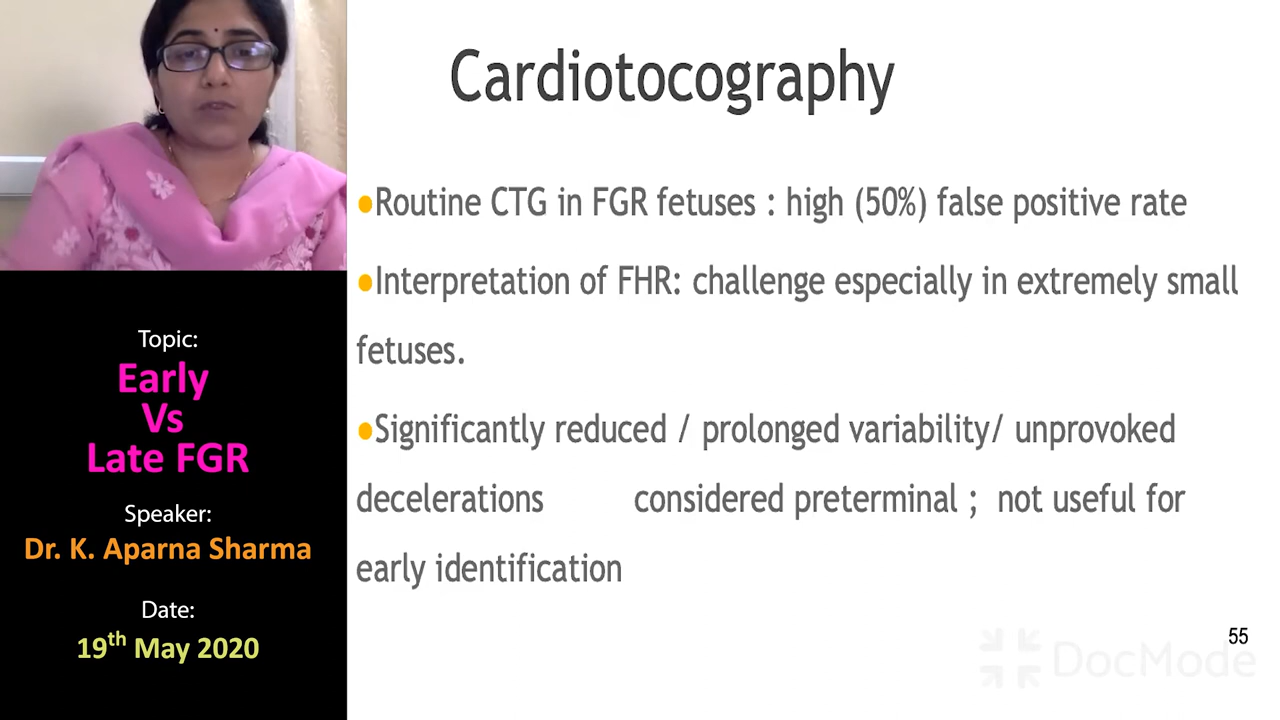 Cardiotocography
●Routine CTG in FGR fetuses : high (50%) false positive rate
●Interpretation of FHR: challenge especially in extremely small
fetuses.
●Significantly reduced / prolonged variability/ unprovoked
decelerations considered preterminal ; not useful for
early identification
Topic:
Early
Vs
Late FGR
Speaker:
Dr. K. Aparna Sharma
Date:
19th May 2020
55
DocMode